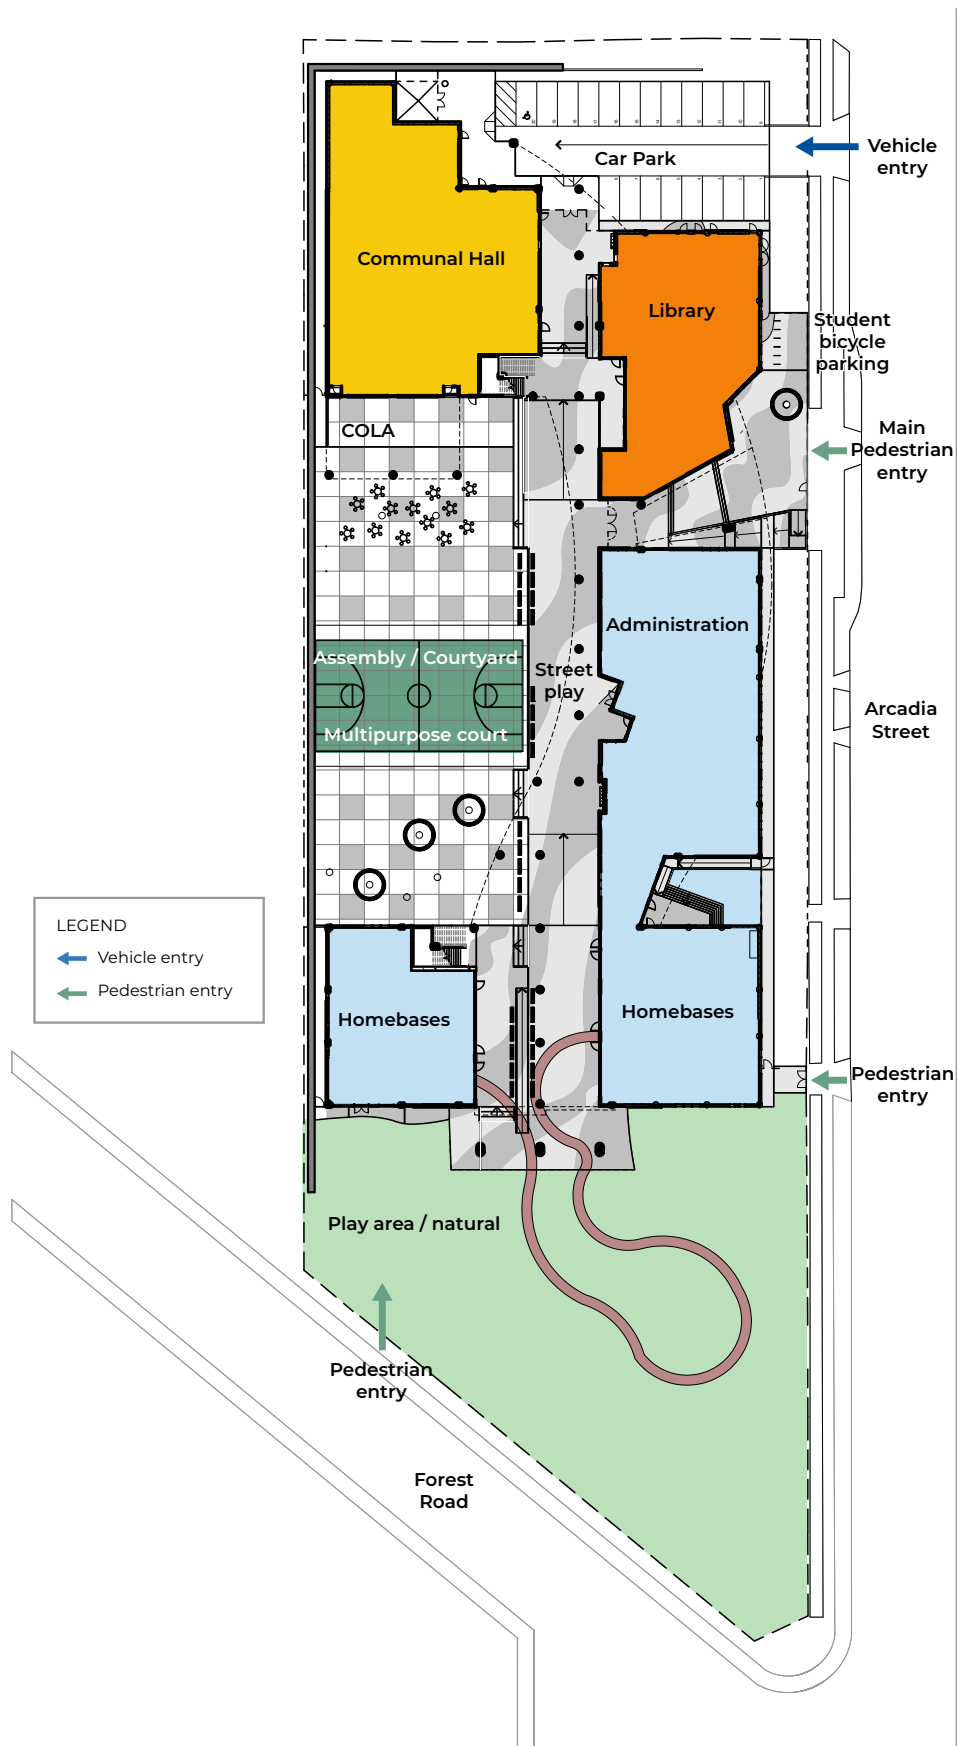 Car Park
Vehicle
entry
Communal Hall
Library
Student
bicycle
parking
COLA
Main
Pedestrian
entry
Administration
Assembly / Courtyard
Street
play
Multipurpose court
Arcadia
Street
LEGEND
Vehicle entry
Pedestrian entry
Homebases
Homebases
Pedestrian
entry
Play area / natural
Pedestrian
entry
Forest
Road